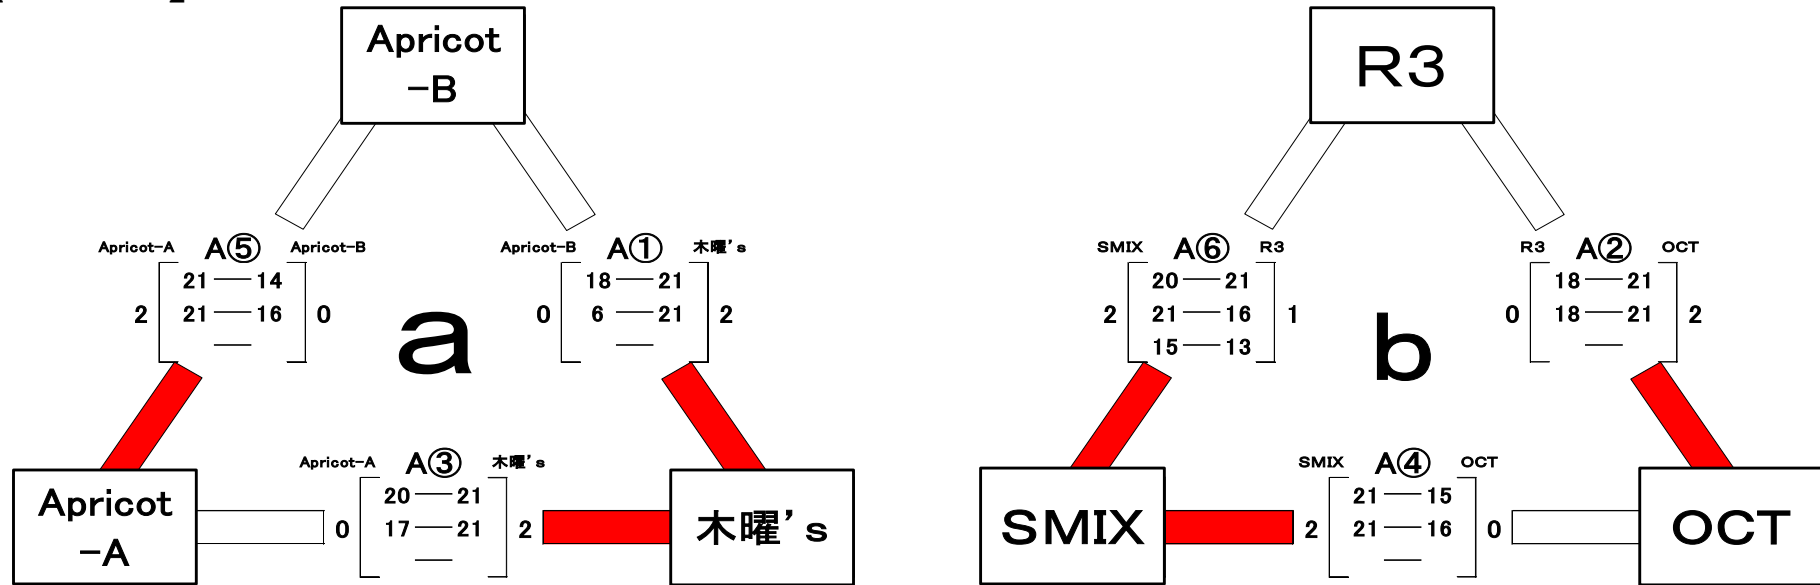 Apricot
-B
R3
Apricot-A A⑤ Apricot-B
21 — 14
2 21 — 16 0
—
Apricot-B A① 木曜's
18 — 21
0 6 — 21 2
—
a
SMIX A⑥ R3
20 — 21
2 21 — 16 1
15 — 13
R3 A② OCT
18 — 21
0 18 — 21 2
—
b
Apricot
-A
Apricot-A A③ 木曜's
20 — 21
0 17 — 21 2
—
木曜's
SMIX
SMIX A④ OCT
21 — 15
2 21 — 16 0
—
OCT